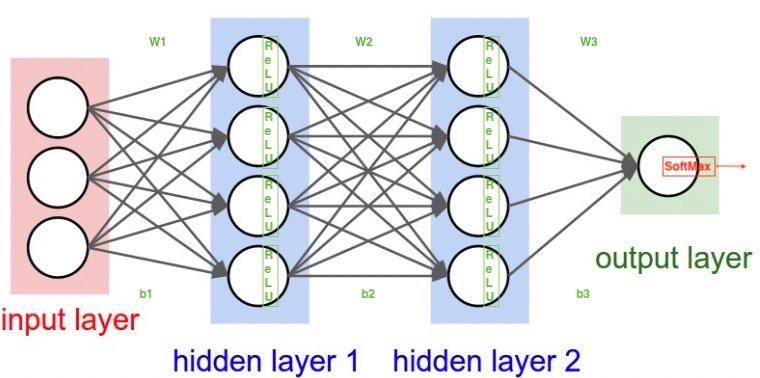 W1
W2
W3
ReLU
ReLU
ReLU
ReLU
ReLU
ReLU
ReLU
ReLU
SoftMax
output layer
b1
b2
b3
input layer
hidden layer 1
hidden layer 2